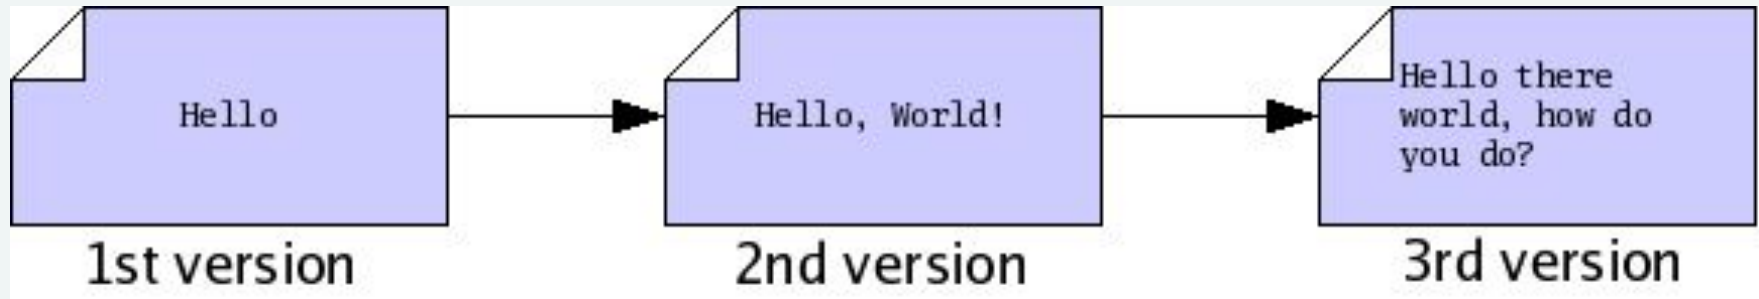 Hello
Hello, World!
Hello there
world, how do
you do?
1st version
2nd version
3rd version